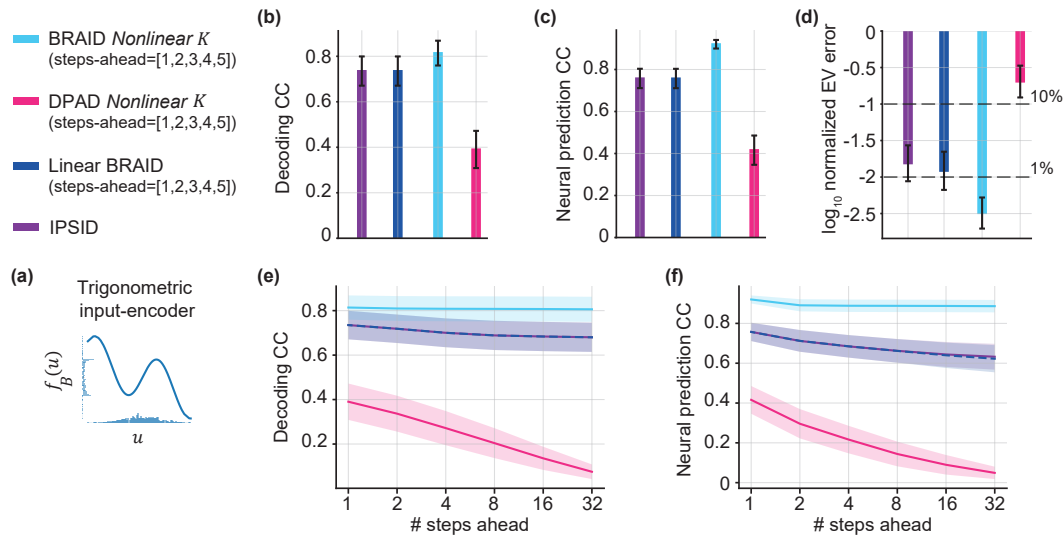 BRAID Nonlinear K
(steps-ahead=[1,2,3,4,5])
DPAD Nonlinear K
(steps-ahead=[1,2,3,4,5])
Linear BRAID
(steps-ahead=[1,2,3,4,5])
IPSID
(a)
Trigonometric
input-encoder
f_B(u)
u
(b)
Decoding CC
0.8
0.6
0.4
0.2
0
(c)
Neural prediction CC
0.8
0.6
0.4
0.2
0
(d)
log₁₀ normalized EV error
0
-0.5
-1
-1.5
-2
-2.5
10%
1%
(e)
Decoding CC
0.8
0.6
0.4
0.2
1 2 4 8 16 32
# steps ahead
(f)
Neural prediction CC
0.8
0.6
0.4
0.2
0
1 2 4 8 16 32
# steps ahead